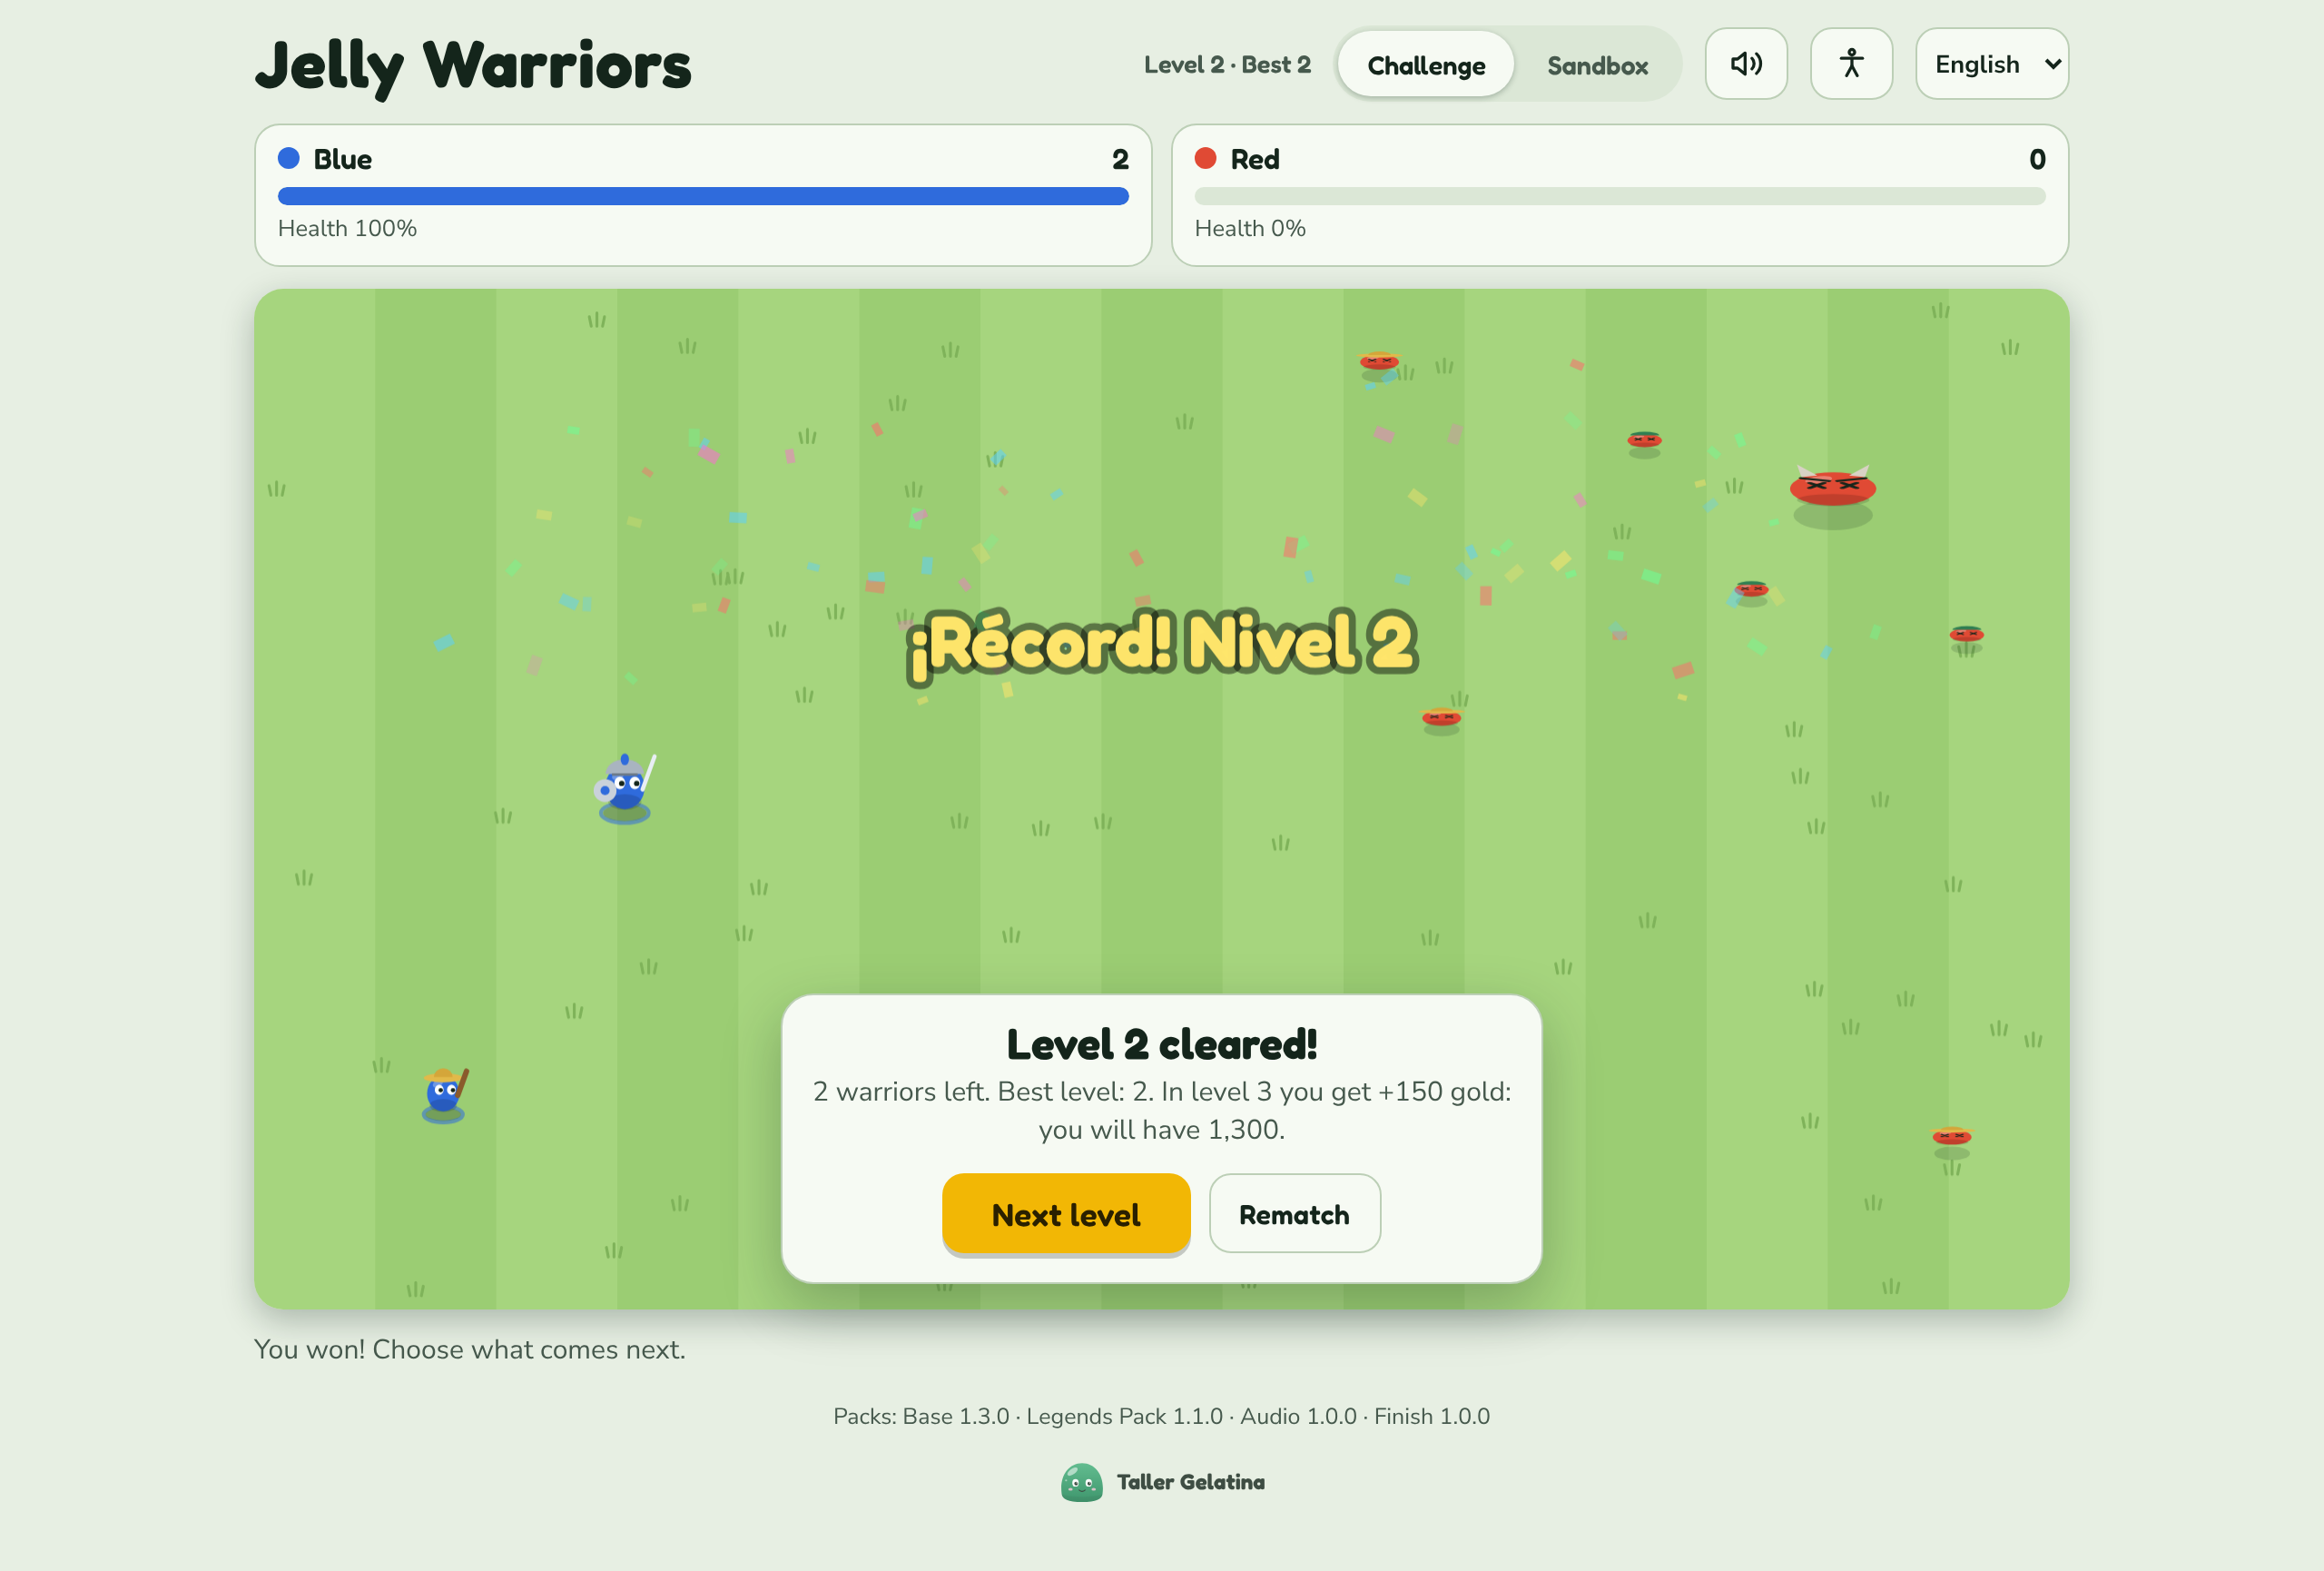 Jelly Warriors
Level 2 · Best 2
Challenge
Sandbox
English
Blue
2
Health 100%
Red
0
Health 0%
¡Récord! Nivel 2
Level 2 cleared!
2 warriors left. Best level: 2. In level 3 you get +150 gold:
you will have 1,300.
Next level
Rematch
You won! Choose what comes next.
Packs: Base 1.3.0 · Legends Pack 1.1.0 · Audio 1.0.0 · Finish 1.0.0
Taller Gelatina